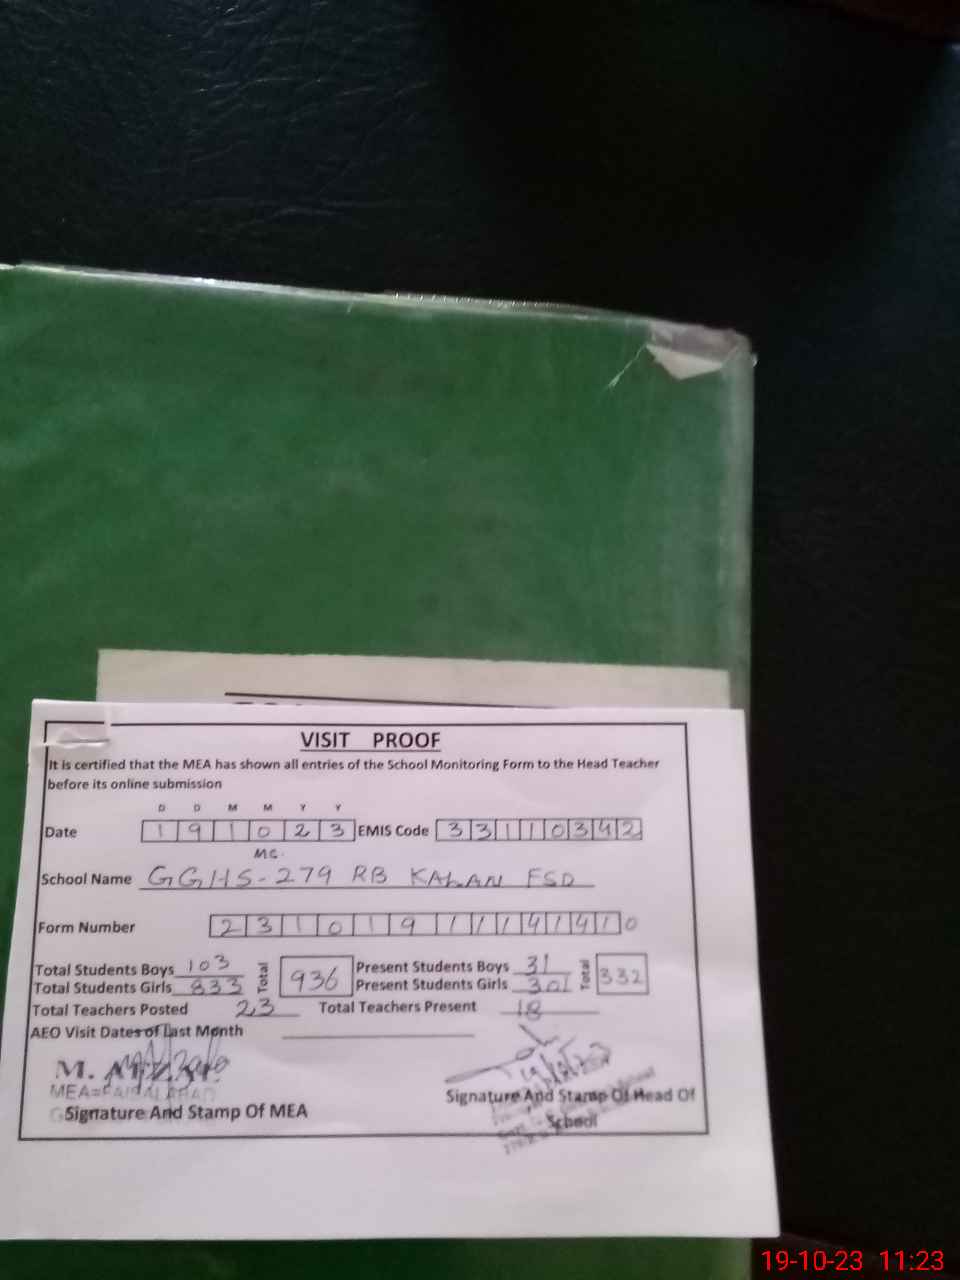 VISIT PROOF
It is certified that the MEA has shown all entries of the School Monitoring Form to the Head Teacher
before its online submission
D D M M Y Y
Date 1 9 1 0 2 3 EMIS Code 3 3 1 1 0 3 4 2
MC.
School Name GGHS-279 RB KALAN FSD
Form Number 2 3 1 0 1 9 1 1 1 4 1 4 1 0
Total Students Boys 103 Total 936 Present Students Boys 31 Total 332
Total Students Girls 833 Present Students Girls 301
Total Teachers Posted 23 Total Teachers Present 18
AEO Visit Dates of Last Month
M.
MEA=FAISALABAD
Signature And Stamp Of MEA
Signature And Stamp Of Head Of
School
19-10-23 11:23